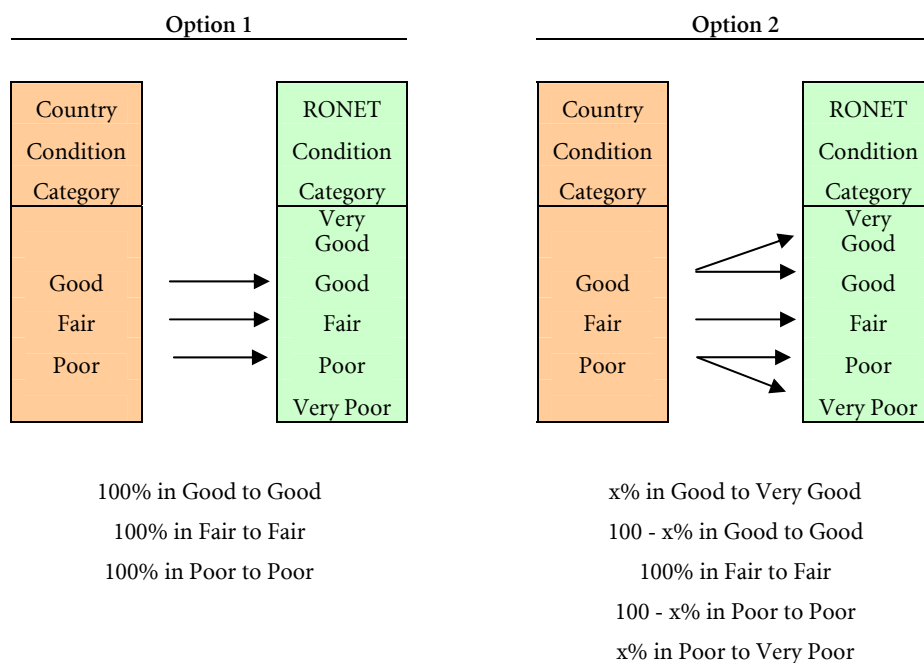 Option 1
Country
Condition
Category
Good
Fair
Poor
RONET
Condition
Category
Very
Good
Good
Fair
Poor
Very Poor
100% in Good to Good
100% in Fair to Fair
100% in Poor to Poor
Option 2
Country
Condition
Category
Good
Fair
Poor
RONET
Condition
Category
Very
Good
Good
Fair
Poor
Very Poor
x% in Good to Very Good
100 - x% in Good to Good
100% in Fair to Fair
100 - x% in Poor to Poor
x% in Poor to Very Poor